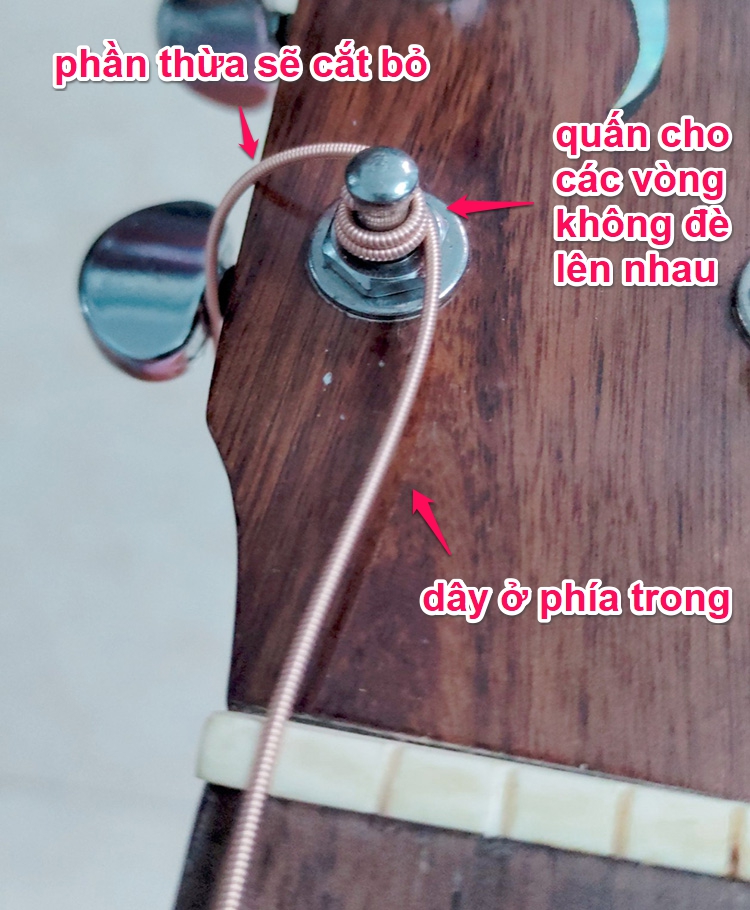 phần thừa sẽ cắt bỏ
quấn cho
các vòng
không đè
lên nhau
dây ở phía trong